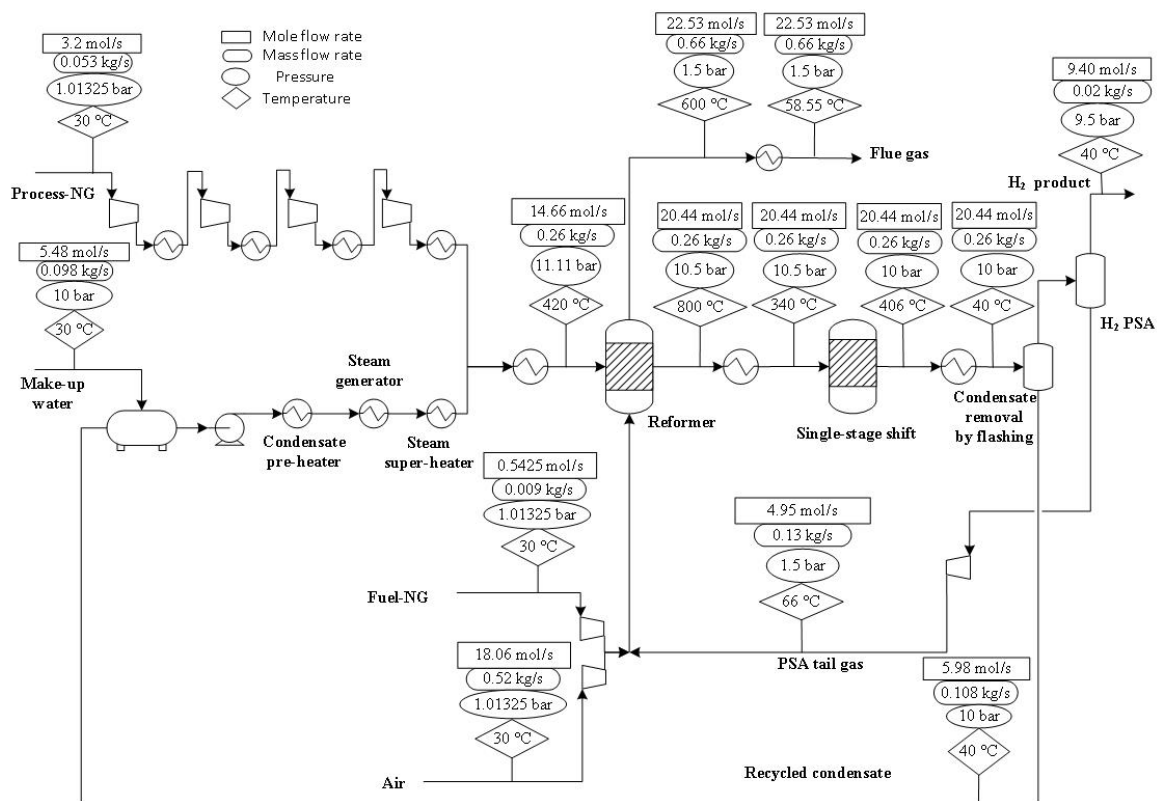 3.2 mol/s
0.053 kg/s
1.01325 bar
30 °C
Process-NG
Mole flow rate
Mass flow rate
Pressure
Temperature
22.53 mol/s
0.66 kg/s
1.5 bar
600 °C
22.53 mol/s
0.66 kg/s
1.5 bar
58.55 °C
Flue gas
9.40 mol/s
0.02 kg/s
9.5 bar
40 °C
H₂ product
5.48 mol/s
0.098 kg/s
10 bar
30 °C
Make-up
water
14.66 mol/s
0.26 kg/s
11.11 bar
420 °C
20.44 mol/s
0.26 kg/s
10.5 bar
800 °C
20.44 mol/s
0.26 kg/s
10.5 bar
340 °C
20.44 mol/s
0.26 kg/s
10 bar
406 °C
20.44 mol/s
0.26 kg/s
10 bar
40 °C
H₂ PSA
Steam
generator
Condensate
pre-heater
Steam
super-heater
Reformer
Single-stage shift
Condensate
removal
by flashing
0.5425 mol/s
0.009 kg/s
1.01325 bar
30 °C
Fuel-NG
4.95 mol/s
0.13 kg/s
1.5 bar
66 °C
PSA tail gas
18.06 mol/s
0.52 kg/s
1.01325 bar
30 °C
Air
5.98 mol/s
0.108 kg/s
10 bar
40 °C
Recycled condensate